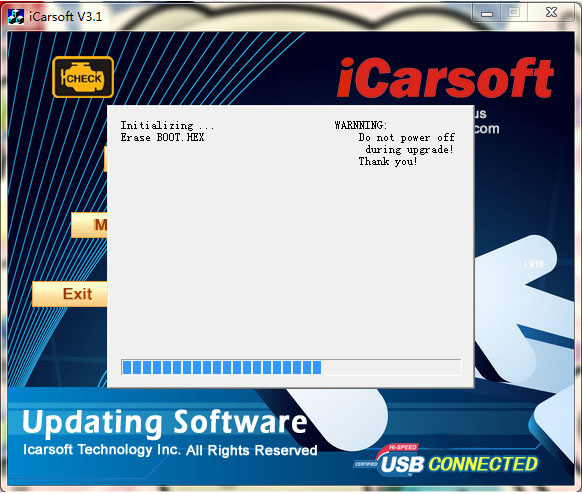 iCarsoft V3.1
CHECK
iCarsoft
us
com
Initializing ...
Erase BOOT.HEX
WARNNING:
Do not power off
during upgrade!
Thank you!
M
i 910
Exit
Updating Software
Icarsoft Technology Inc. All Rights Reserved
HI-SPEED
CERTIFIED
USB CONNECTED